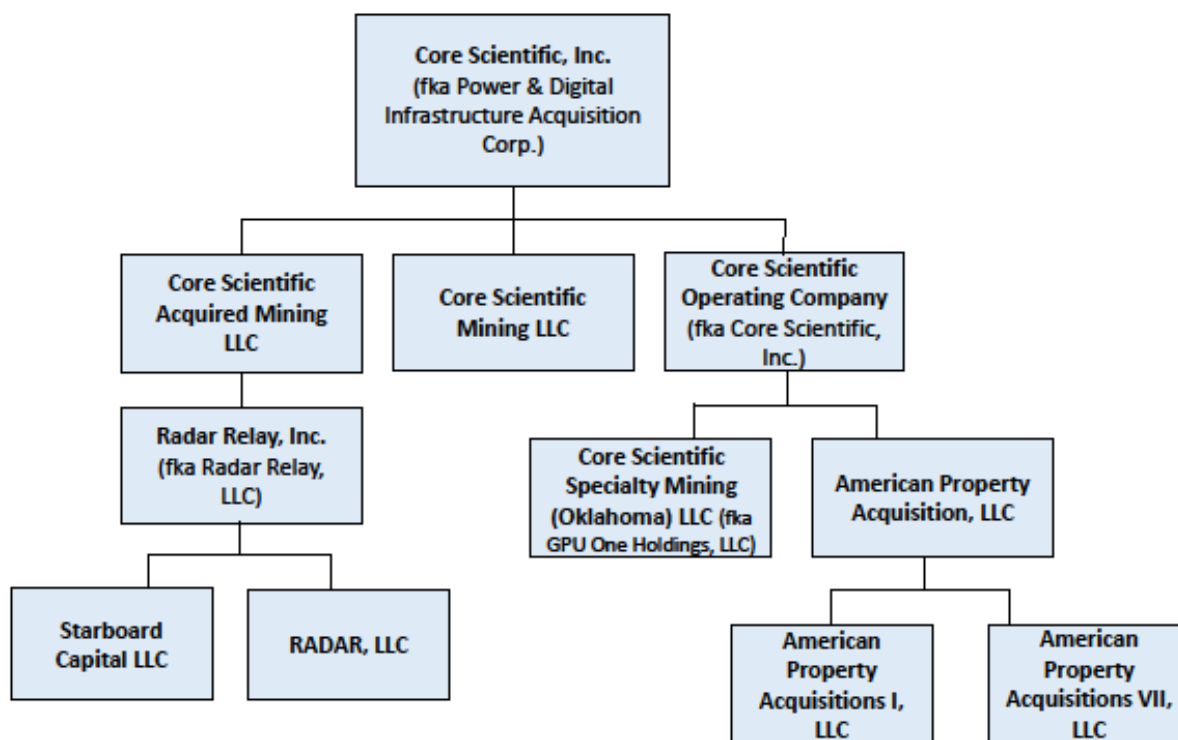 Core Scientific, Inc.
(fka Power & Digital
Infrastructure Acquisition
Corp.)
Core Scientific
Acquired Mining
LLC
Core Scientific
Mining LLC
Core Scientific
Operating Company
(fka Core Scientific,
Inc.)
Radar Relay, Inc.
(fka Radar Relay,
LLC)
Core Scientific
Specialty Mining
(Oklahoma) LLC (fka
GPU One Holdings, LLC)
American Property
Acquisition, LLC
Starboard
Capital LLC
RADAR, LLC
American
Property
Acquisitions I,
LLC
American
Property
Acquisitions VII,
LLC